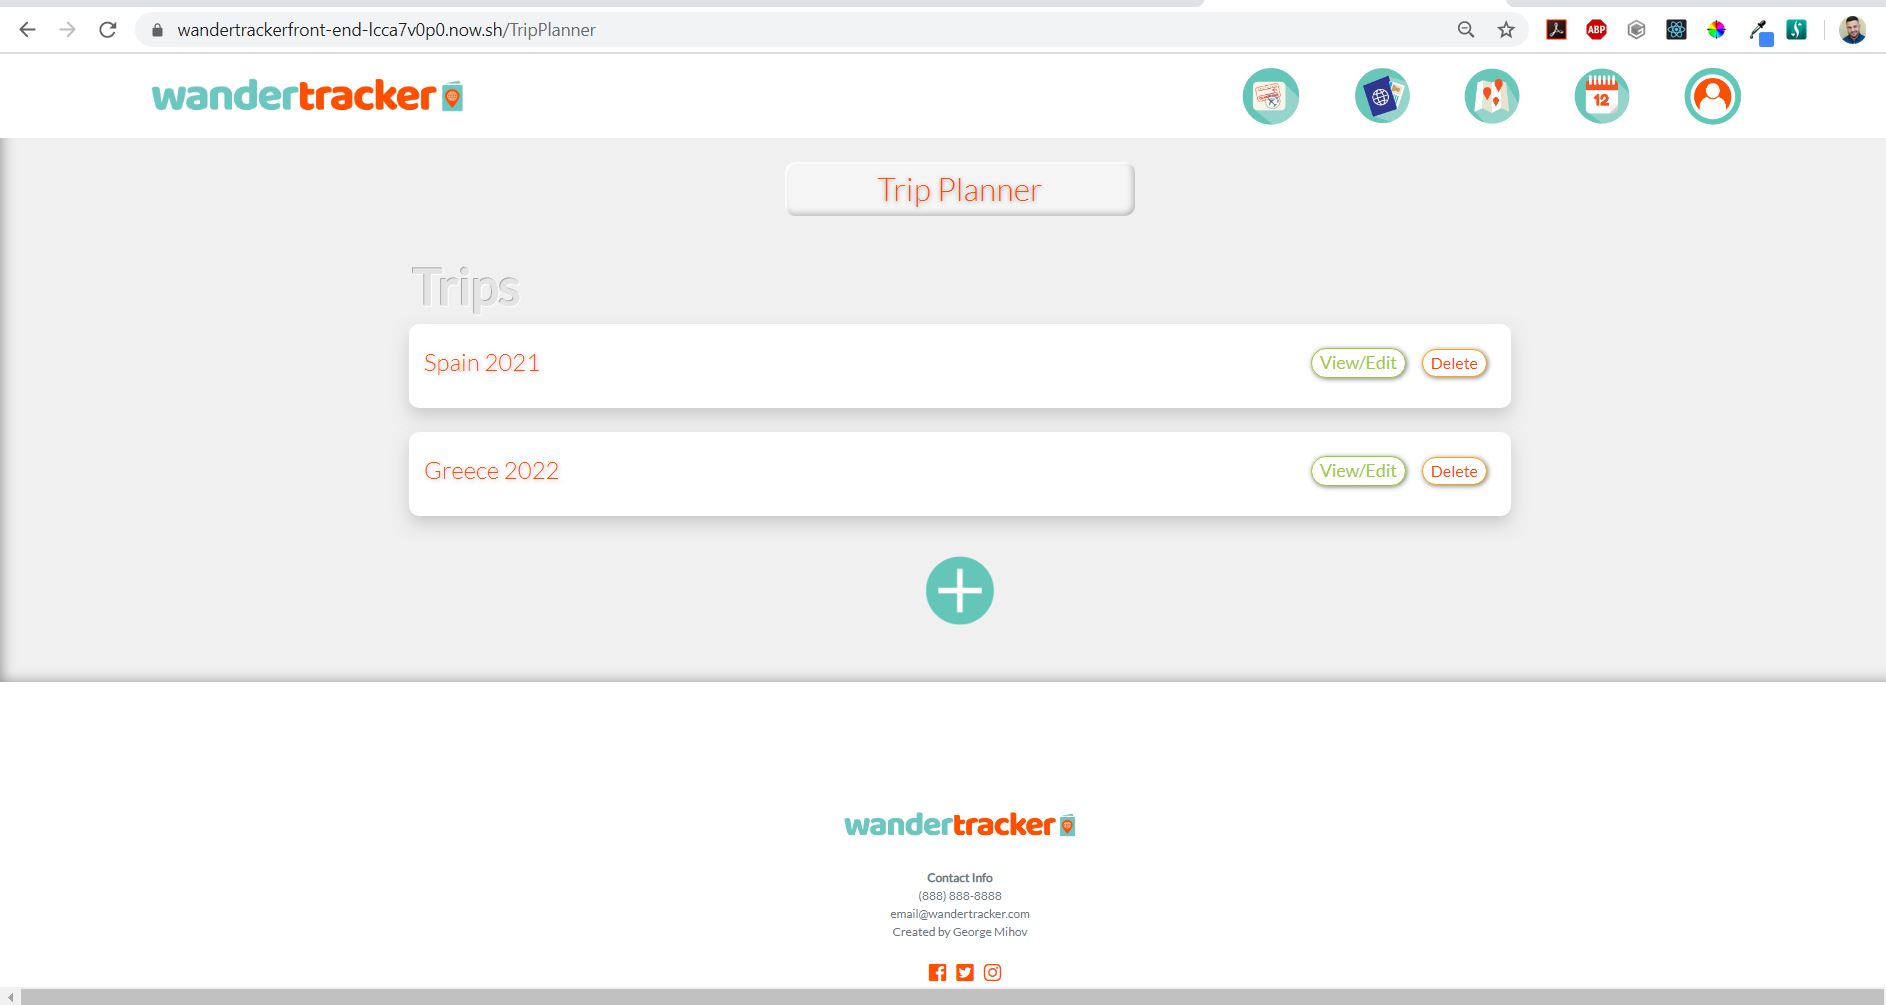 wandertrackerfront-end-lcca7v0p0.now.sh/TripPlanner
ABP
wandertracker
12
Trip Planner
Trips
Spain 2021
View/Edit
Delete
Greece 2022
View/Edit
Delete
wandertracker
Contact Info
(888) 888-8888
email@wandertracker.com
Created by George Mihov